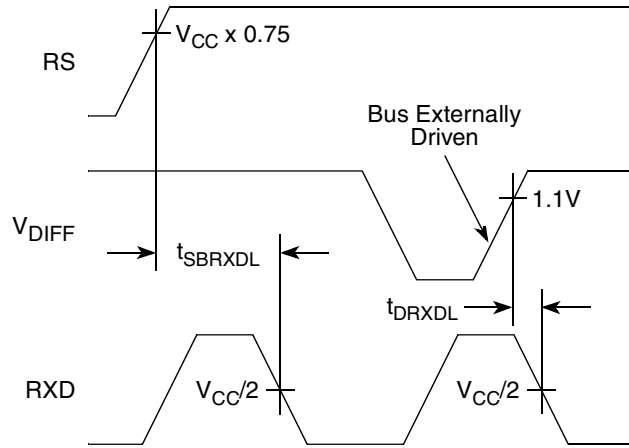 RS
V_CC x 0.75
Bus Externally
Driven
V_DIFF
1.1V
t_SBRXDL
t_DRXDL
RXD
V_CC/2
V_CC/2